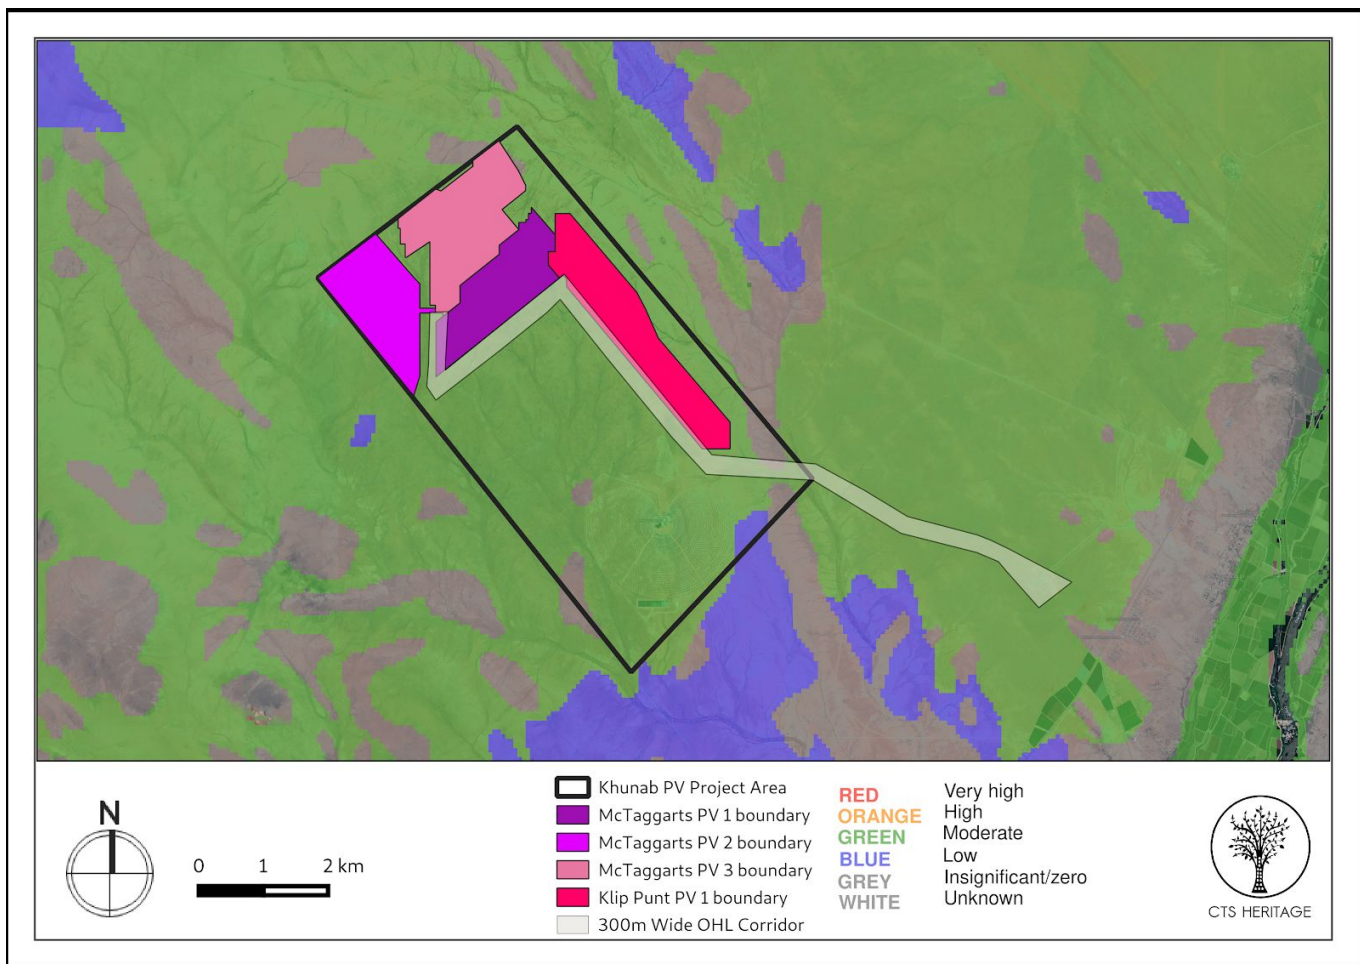 N
0 1 2 km
Khunab PV Project Area
McTaggarts PV 1 boundary
McTaggarts PV 2 boundary
McTaggarts PV 3 boundary
Klip Punt PV 1 boundary
300m Wide OHL Corridor
RED Very high
ORANGE High
GREEN Moderate
BLUE Low
GREY Insignificant/zero
WHITE Unknown
CTS HERITAGE